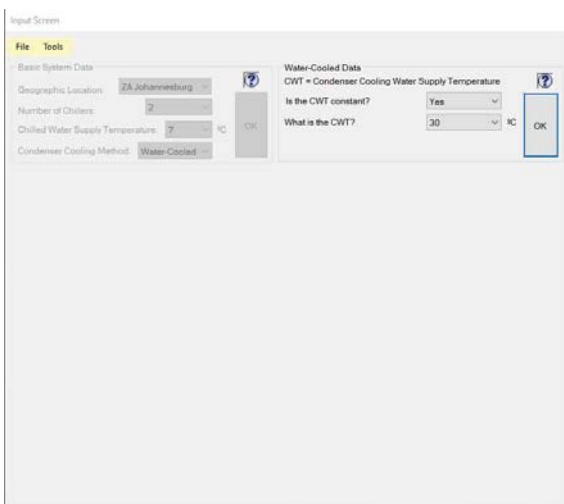 Input Screen
File Tools
Basic System Data
Geographic Location: ZA Johannesburg
Number of Chillers: 2
Chilled Water Supply Temperature: 7 ºC
Condenser Cooling Method: Water-Cooled
?
OK
Water-Cooled Data
CWT = Condenser Cooling Water Supply Temperature
Is the CWT constant? Yes
What is the CWT? 30 ºC
?
OK